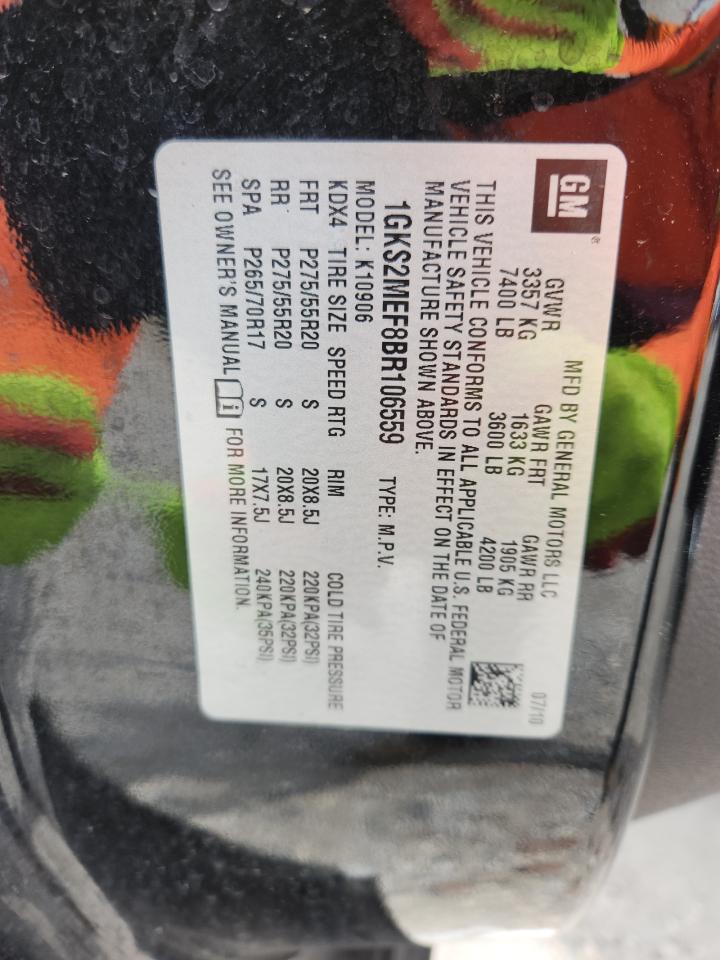 GM
®
MFD BY GENERAL MOTORS LLC
07/10
GVWR GAWR FRT GAWR RR
3357 KG 1633 KG 1905 KG
7400 LB 3600 LB 4200 LB
THIS VEHICLE CONFORMS TO ALL APPLICABLE U.S. FEDERAL MOTOR
VEHICLE SAFETY STANDARDS IN EFFECT ON THE DATE OF
MANUFACTURE SHOWN ABOVE.
1GKS2MEF8BR106559 TYPE: M.P.V.
MODEL: K10906
KDX4 TIRE SIZE SPEED RTG RIM COLD TIRE PRESSURE
FRT P275/55R20 S 20X8.5J 220KPA(32PSI)
RR P275/55R20 S 20X8.5J 220KPA(32PSI)
SPA P265/70R17 S 17X7.5J 240KPA(35PSI)
SEE OWNER'S MANUAL i FOR MORE INFORMATION.